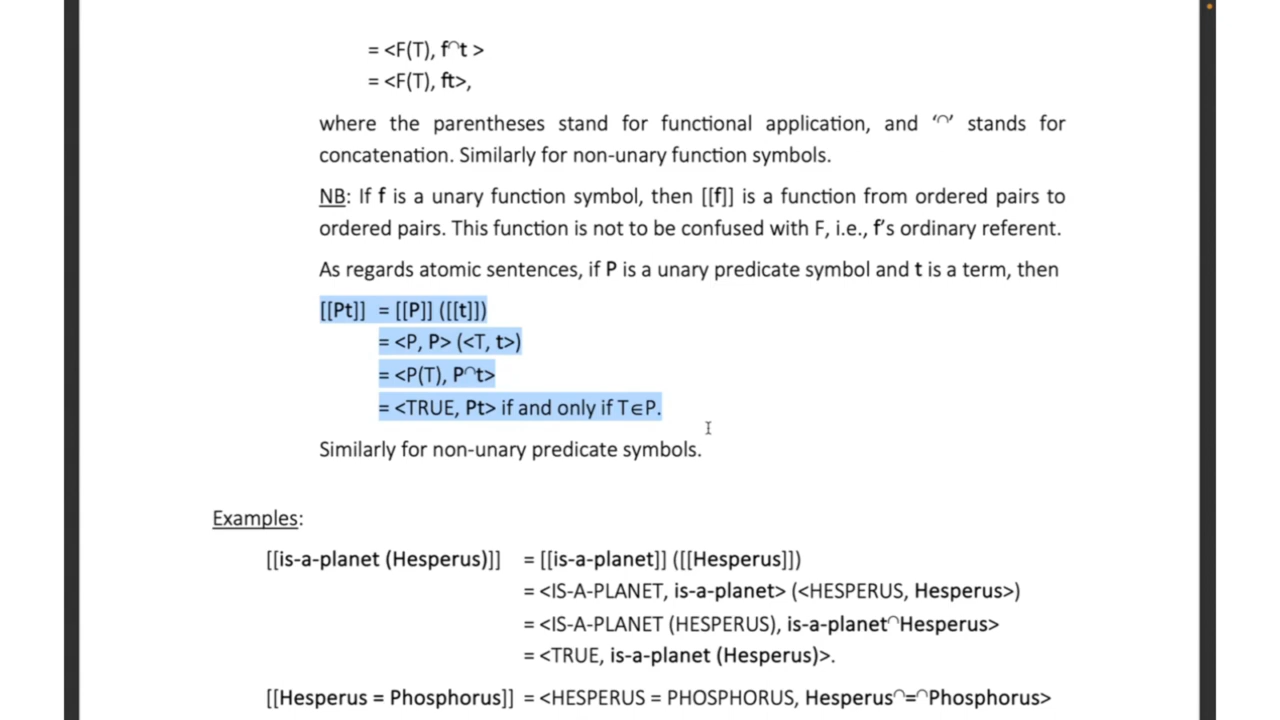 = <F(T), f⌒t >
= <F(T), ft>,
where the parentheses stand for functional application, and ‘⌒’ stands for
concatenation. Similarly for non-unary function symbols.
NB: If f is a unary function symbol, then [[f]] is a function from ordered pairs to
ordered pairs. This function is not to be confused with F, i.e., f’s ordinary referent.
As regards atomic sentences, if P is a unary predicate symbol and t is a term, then
[[Pt]] = [[P]] ([[t]])
= <P, P> (<T, t>)
= <P(T), P⌒t>
= <TRUE, Pt> if and only if T∈P.
Similarly for non-unary predicate symbols.
Examples:
[[is-a-planet (Hesperus)]] = [[is-a-planet]] ([[Hesperus]])
= <IS-A-PLANET, is-a-planet> (<HESPERUS, Hesperus>)
= <IS-A-PLANET (HESPERUS), is-a-planet⌒Hesperus>
= <TRUE, is-a-planet (Hesperus)>.
[[Hesperus = Phosphorus]] = <HESPERUS = PHOSPHORUS, Hesperus⌒=⌒Phosphorus>